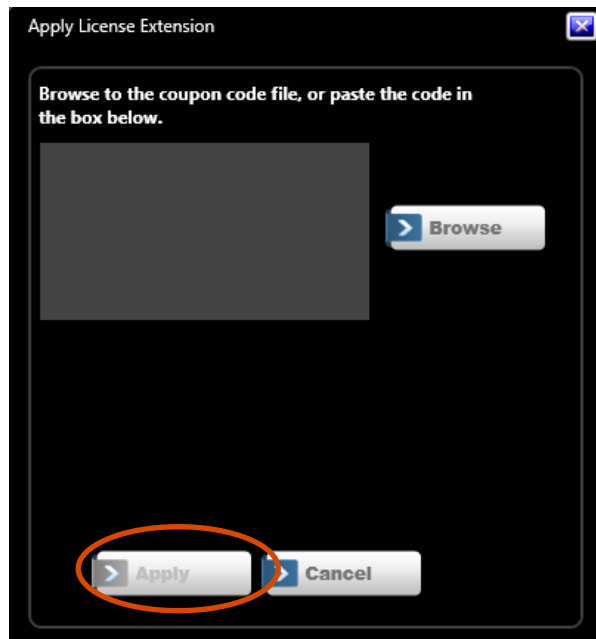 Apply License Extension
Browse to the coupon code file, or paste the code in
the box below.
Browse
Apply
Cancel